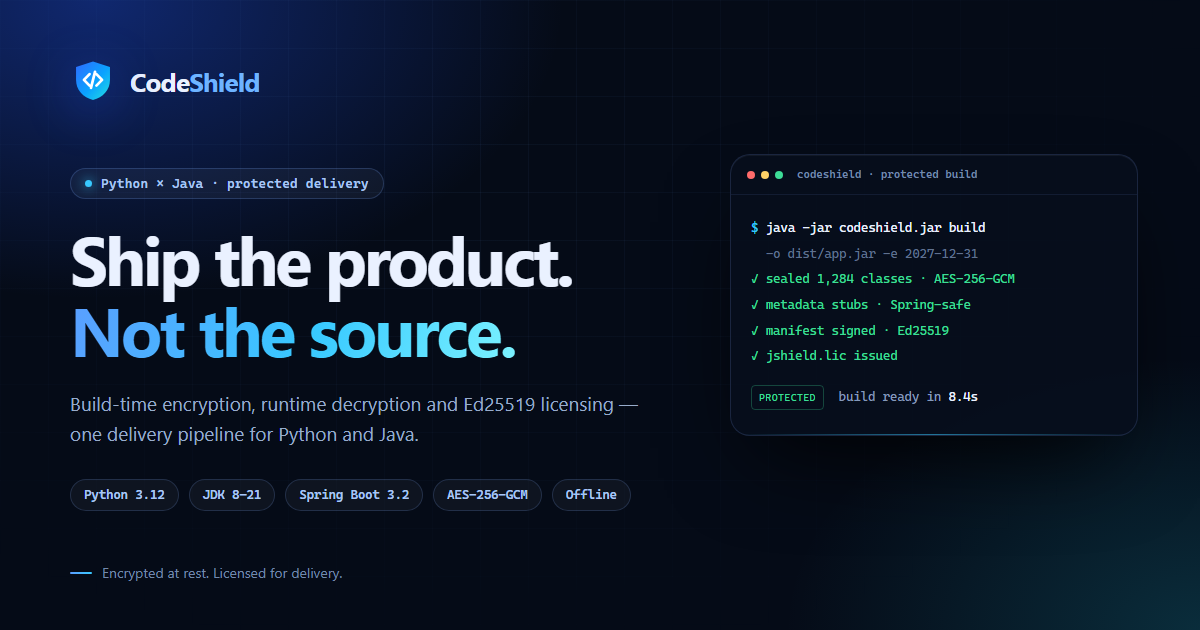 CodeShield
Python × Java · protected delivery
Ship the product.
Not the source.
Build-time encryption, runtime decryption and Ed25519 licensing —
one delivery pipeline for Python and Java.
Python 3.12
JDK 8–21
Spring Boot 3.2
AES-256-GCM
Offline
Encrypted at rest. Licensed for delivery.
codeshield · protected build
$ java -jar codeshield.jar build
-o dist/app.jar -e 2027-12-31
✓ sealed 1,284 classes · AES-256-GCM
✓ metadata stubs · Spring-safe
✓ manifest signed · Ed25519
✓ jshield.lic issued
PROTECTED build ready in 8.4s